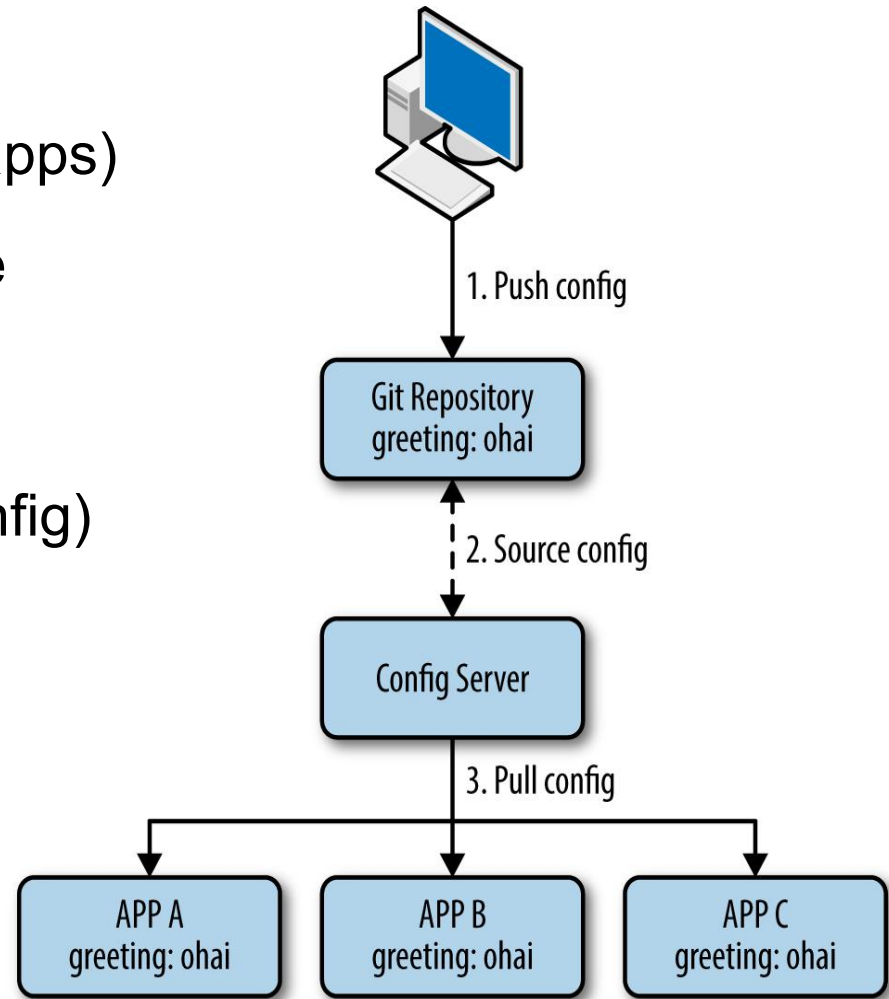 pps)
e
nfig)
1. Push config
Git Repository
greeting: ohai
2. Source config
Config Server
3. Pull config
APP A
greeting: ohai
APP B
greeting: ohai
APP C
greeting: ohai